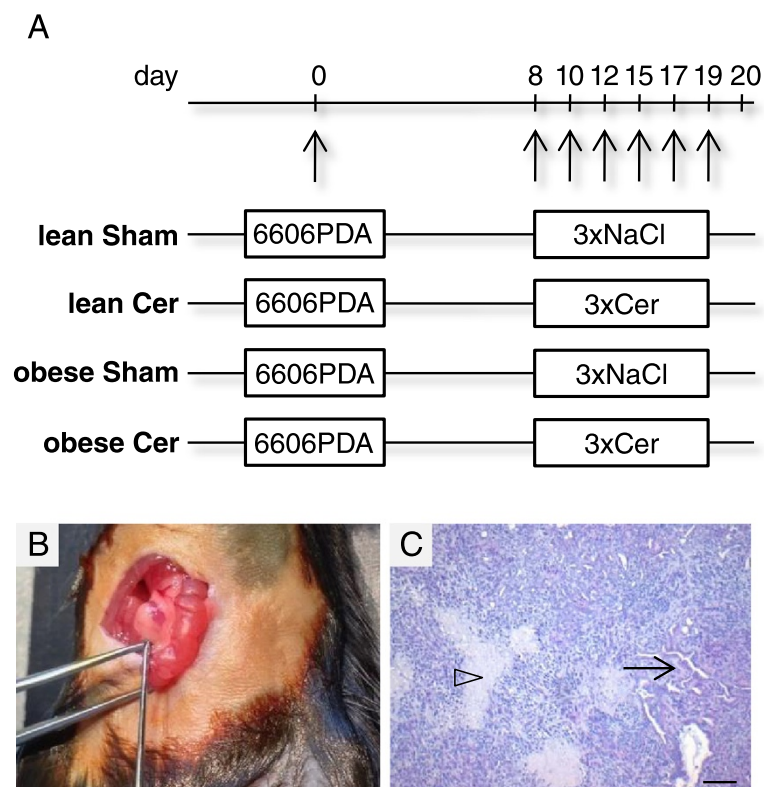 A
day 0 8 10 12 15 17 19 20
lean Sham 6606PDA 3xNaCl
lean Cer 6606PDA 3xCer
obese Sham 6606PDA 3xNaCl
obese Cer 6606PDA 3xCer
B C